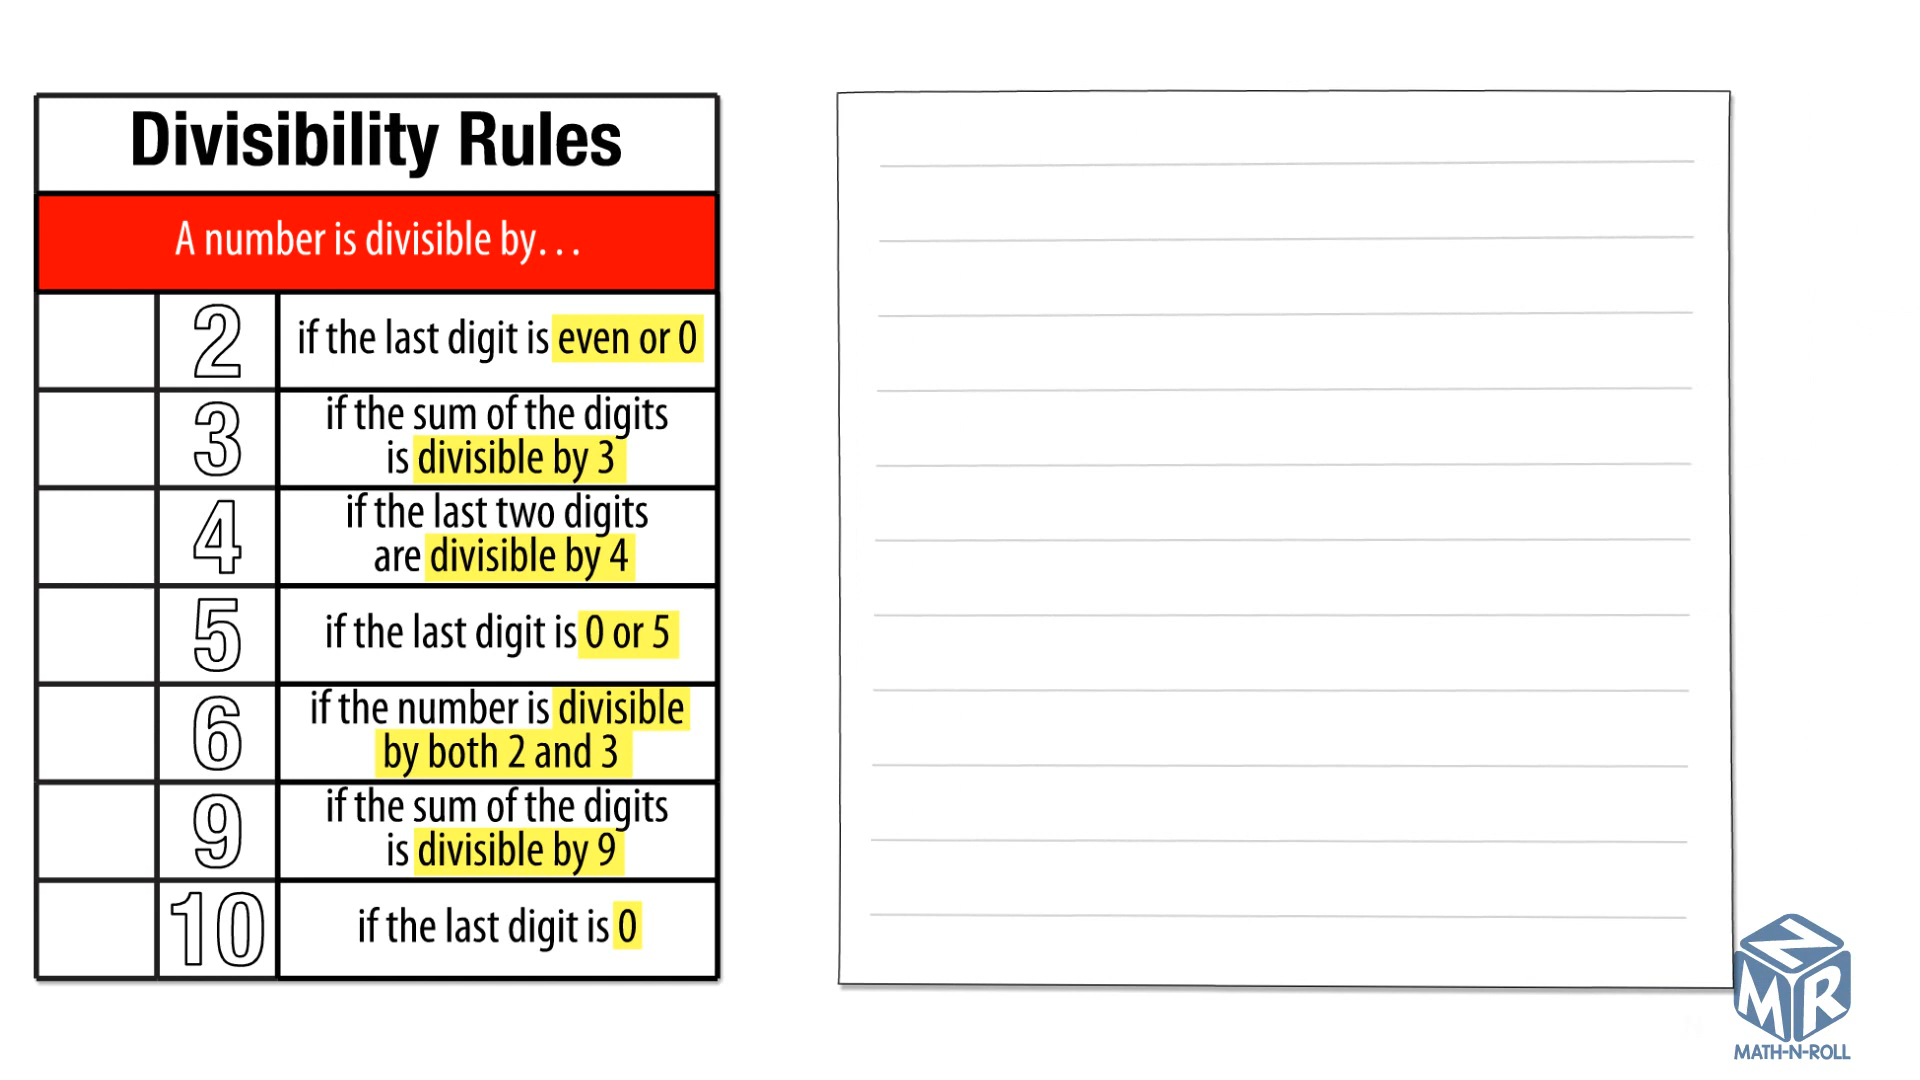 Divisibility Rules
A number is divisible by...
2
if the last digit is even or 0
3
if the sum of the digits
is divisible by 3
4
if the last two digits
are divisible by 4
5
if the last digit is 0 or 5
6
if the number is divisible
by both 2 and 3
9
if the sum of the digits
is divisible by 9
10
if the last digit is 0
MNR
MATH-N-ROLL